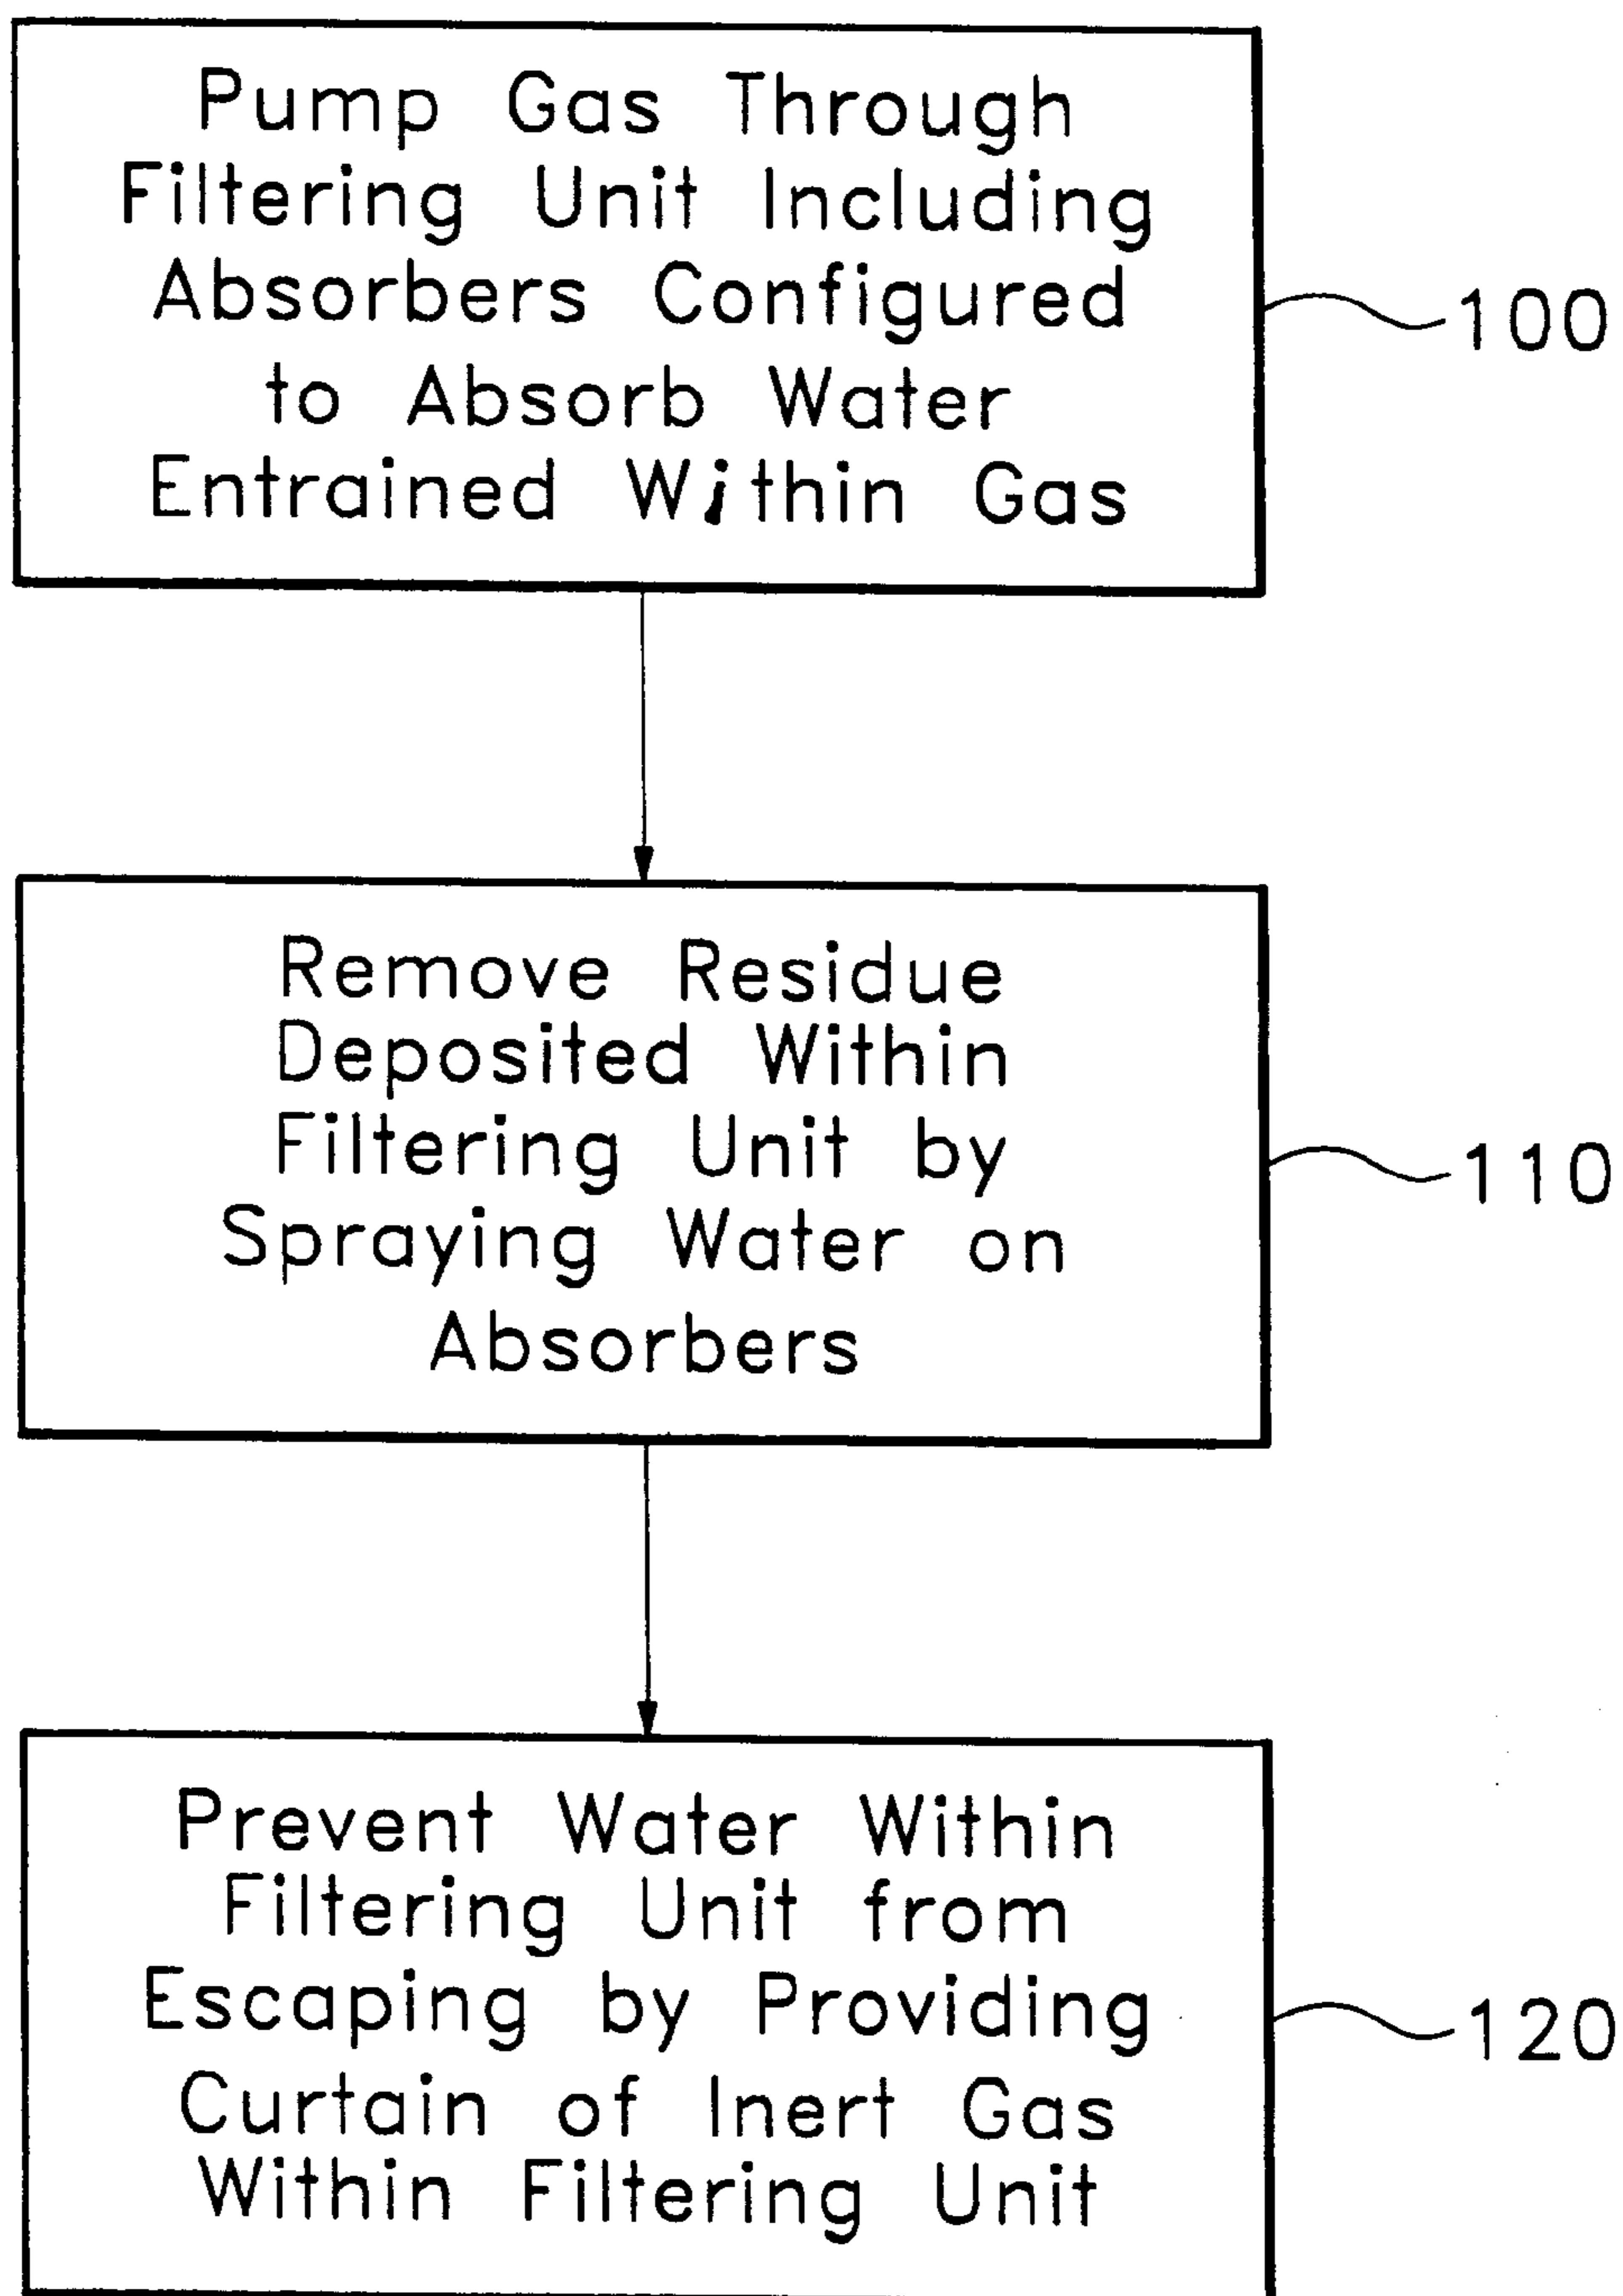 Pump Gas Through
Filtering Unit Including
Absorbers Configured
to Absorb Water
Entrained Within Gas
100
Remove Residue
Deposited Within
Filtering Unit by
Spraying Water on
Absorbers
110
Prevent Water Within
Filtering Unit from
Escaping by Providing
Curtain of Inert Gas
Within Filtering Unit
120